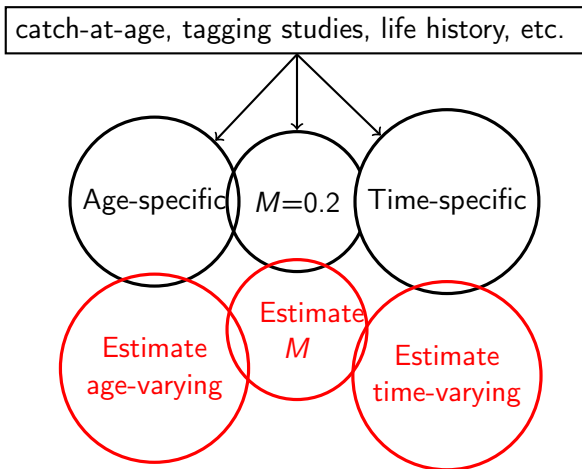 catch-at-age, tagging studies, life history, etc.
Age-specific
M=0.2
Time-specific
Estimate
M
Estimate
age-varying
Estimate
time-varying